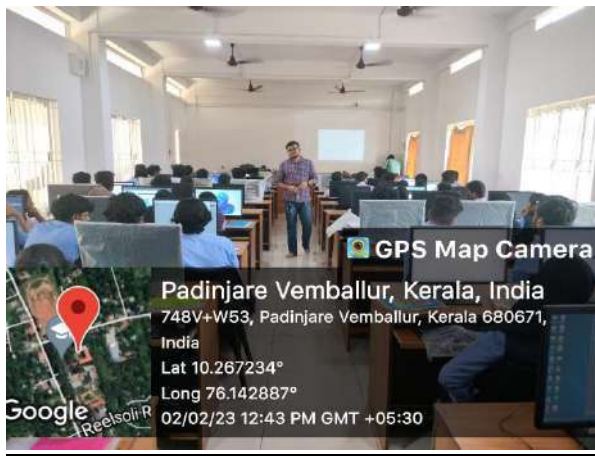 GPS Map Camera
Padinjare Vemballur, Kerala, India
748V+W53, Padinjare Vemballur, Kerala 680671,
India
Lat 10.267234°
Long 76.142887°
02/02/23 12:43 PM GMT +05:30
Google
Reelsoli R